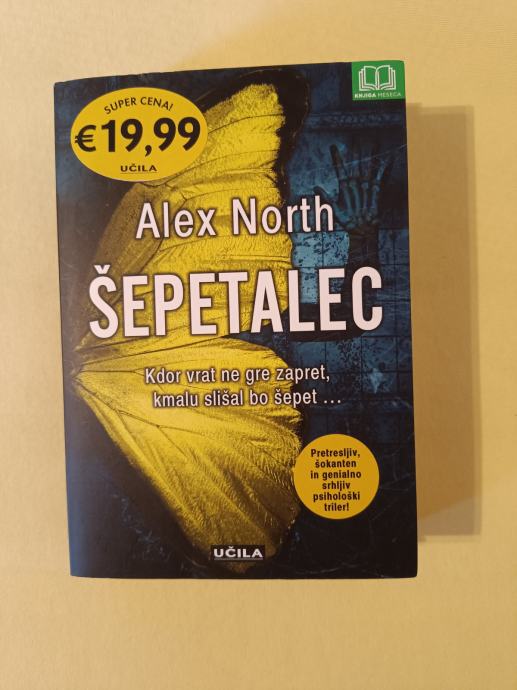 SUPER CENA!
€19,99
UČILA
KNJIGA MESECA
Alex North
ŠEPETALEC
Kdor vrat ne gre zapret,
kmalu slišal bo šepet ...
Pretresljiv,
šokanten
in genialno
srhljiv
psihološki
triler!
UČILA